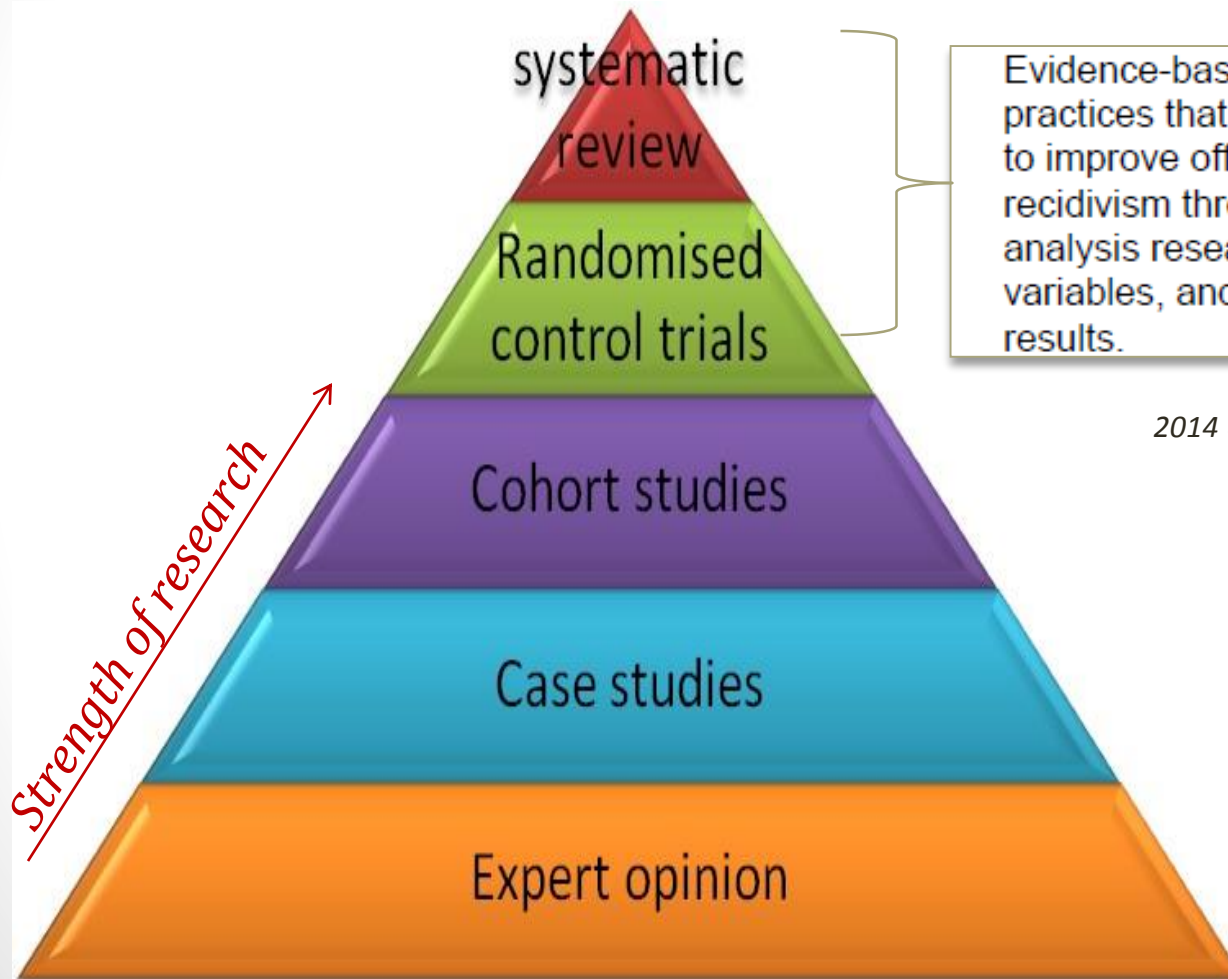 systematic
review
Randomised
control trials
Cohort studies
Case studies
Expert opinion
Strength of research
Evidence-bas
practices that
to improve off
recidivism thr
analysis resea
variables, and
results.
2014